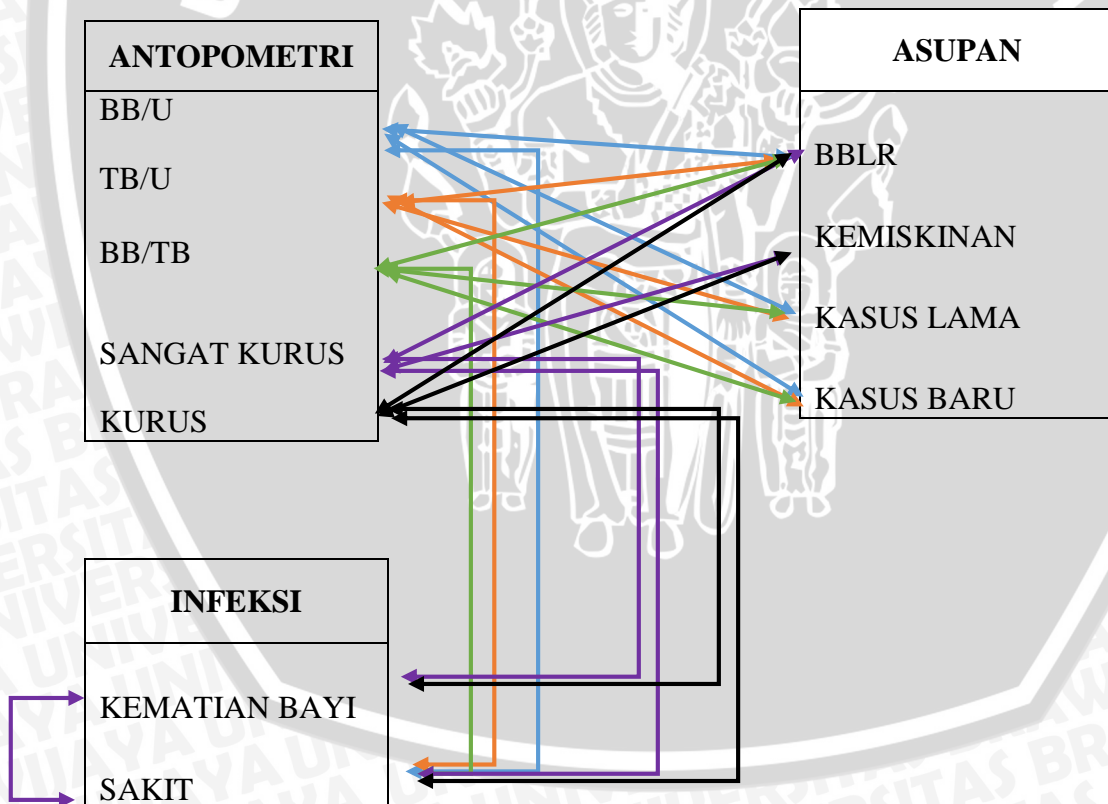 ANTOPOMETRI
BB/U
TB/U
BB/TB
SANGAT KURUS
KURUS
ASUPAN
BBLR
KEMISKINAN
KASUS LAMA
KASUS BARU
INFEKSI
KEMATIAN BAYI
SAKIT